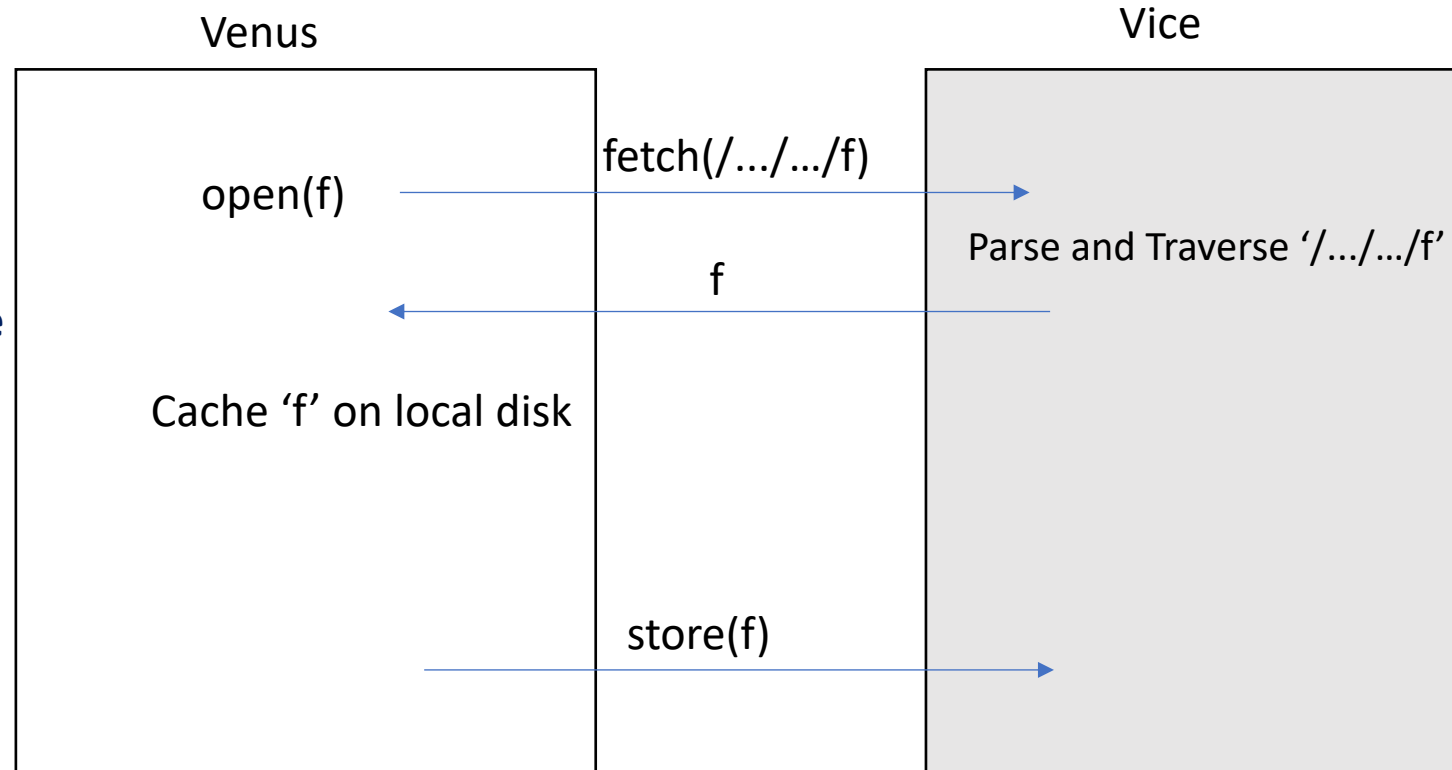 Venus
Vice
fetch(/.../.../f)
open(f)
Parse and Traverse ‘/.../.../f’
f
e
Cache ‘f’ on local disk
store(f)